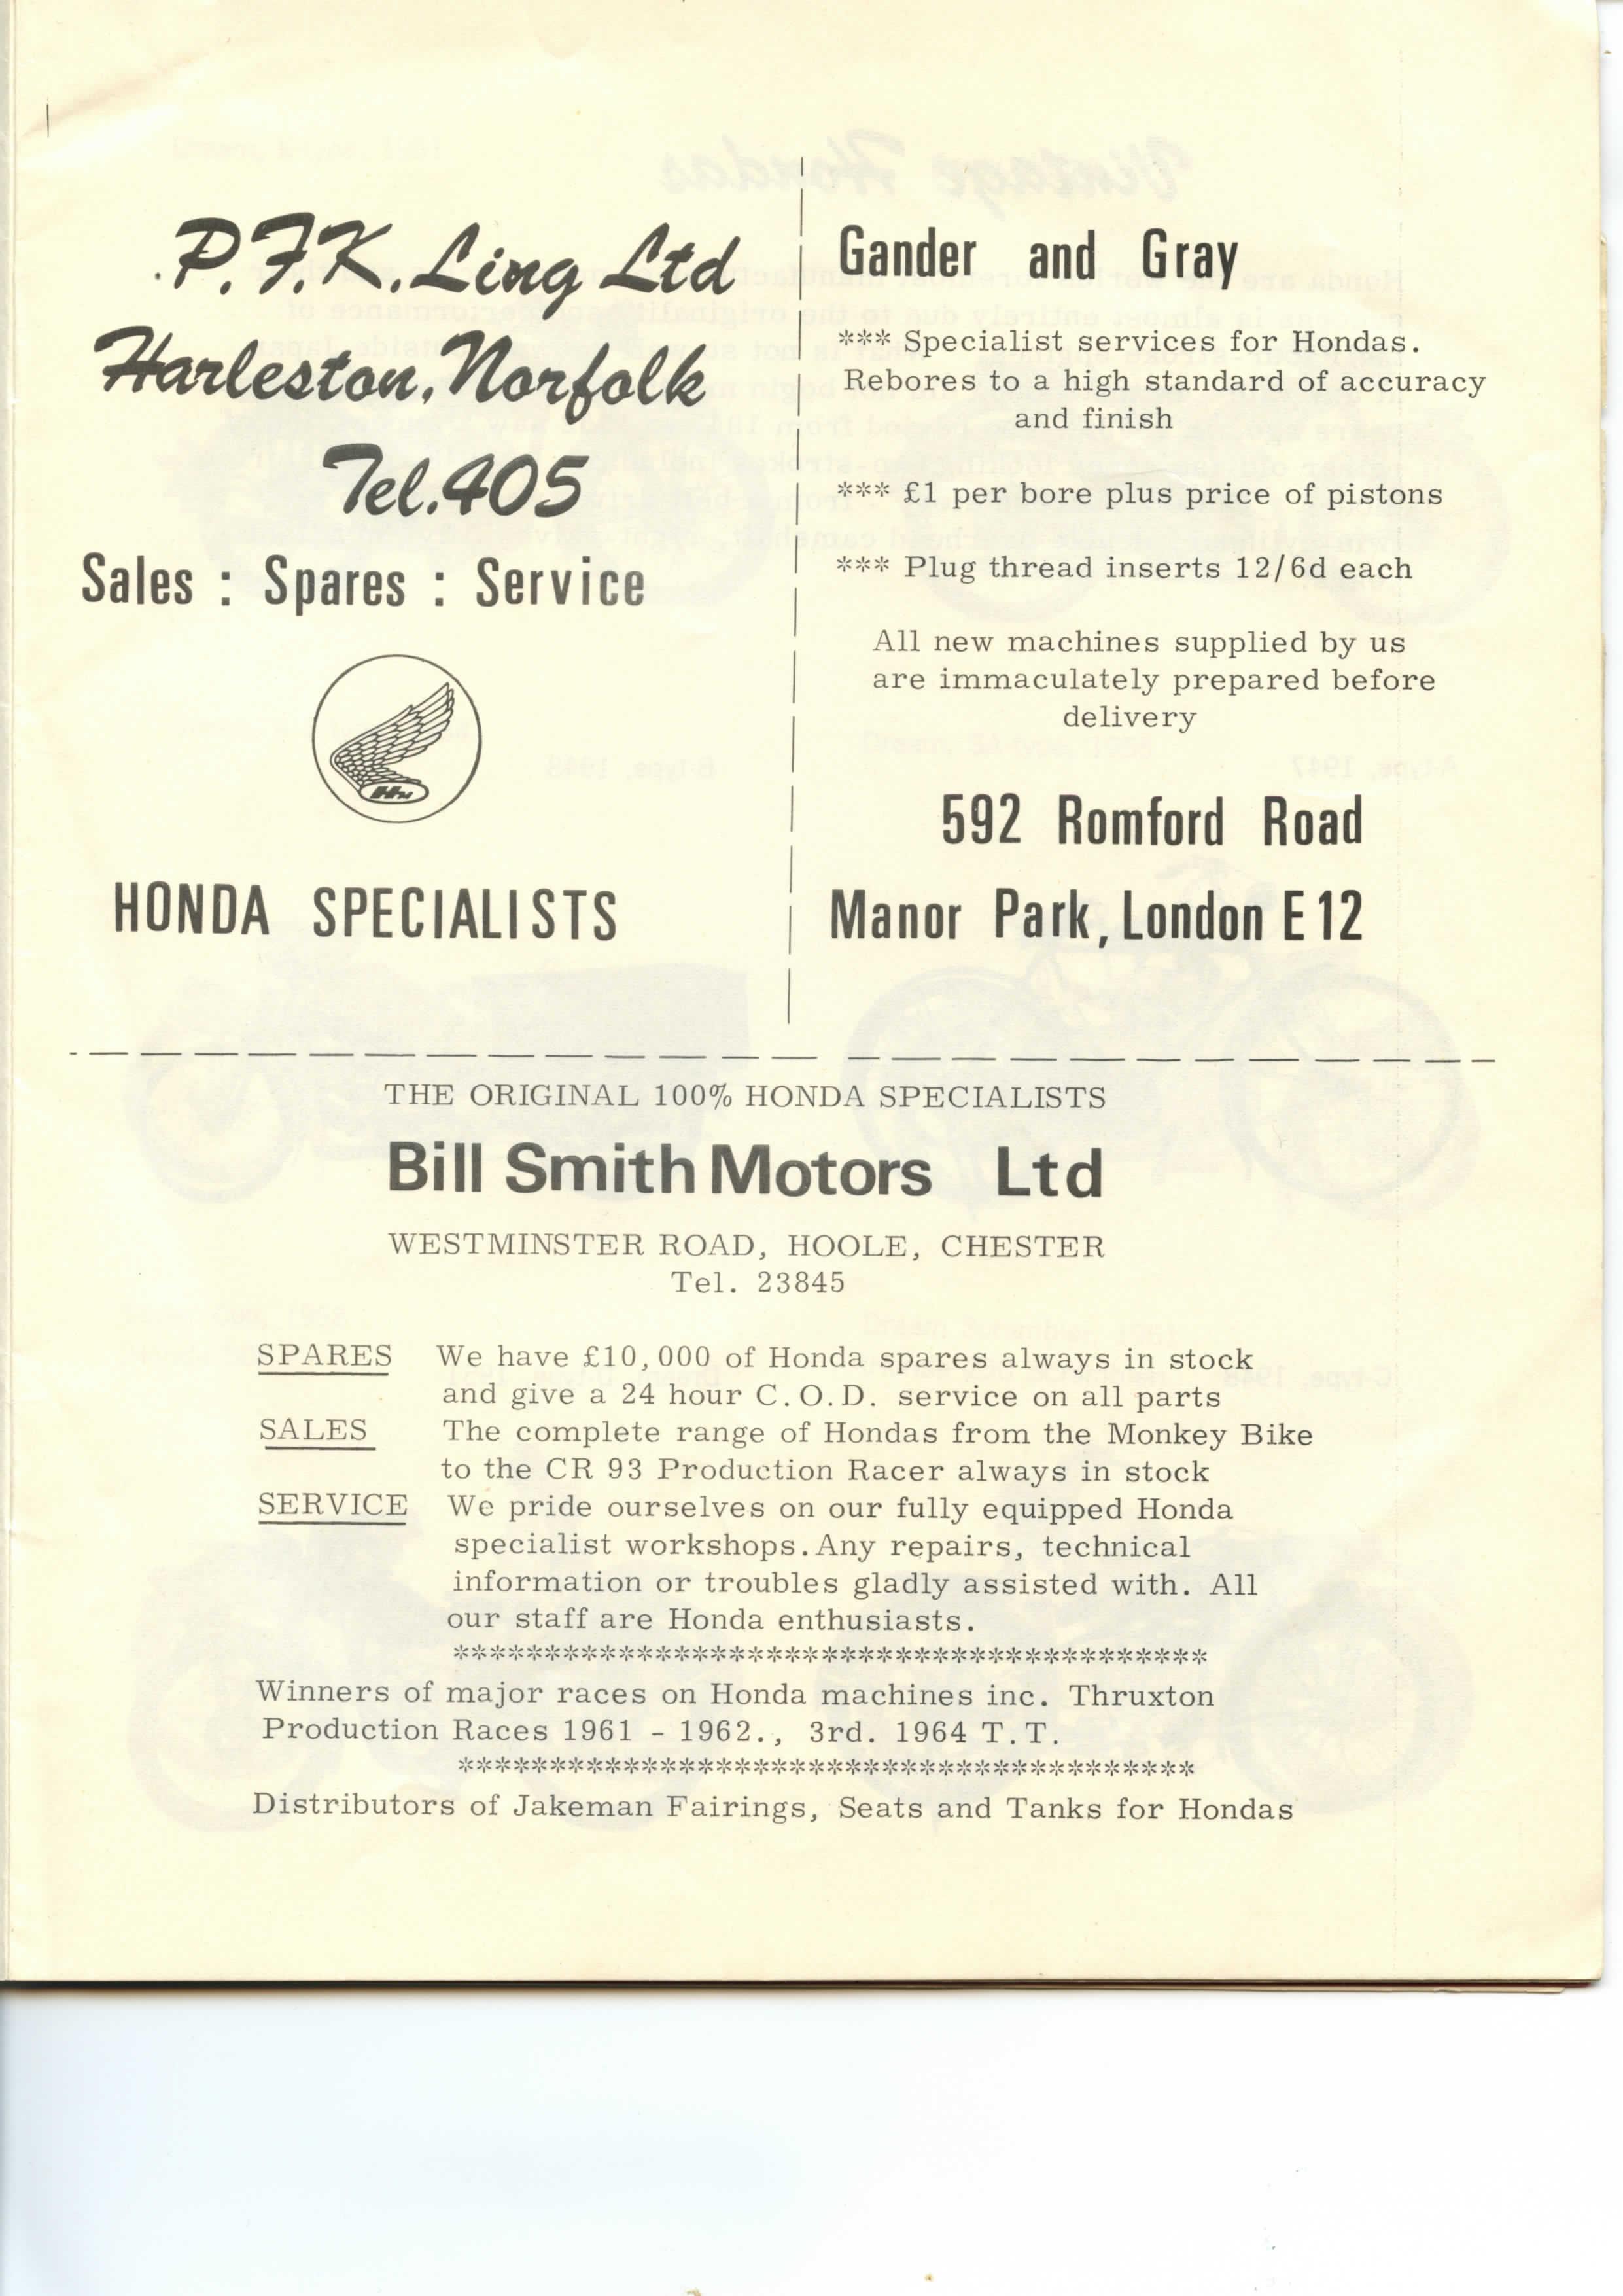 P.F.K. Ling Ltd
Harleston, Norfolk
Tel. 405
Sales : Spares : Service
HONDA SPECIALISTS
Gander and Gray
*** Specialist services for Hondas.
Rebores to a high standard of accuracy
and finish
*** £1 per bore plus price of pistons
*** Plug thread inserts 12/6d each
All new machines supplied by us
are immaculately prepared before
delivery
592 Romford Road
Manor Park, London E12
THE ORIGINAL 100% HONDA SPECIALISTS
Bill Smith Motors Ltd
WESTMINSTER ROAD, HOOLE, CHESTER
Tel. 23845
SPARES We have £10,000 of Honda spares always in stock
and give a 24 hour C.O.D. service on all parts
SALES The complete range of Hondas from the Monkey Bike
to the CR 93 Production Racer always in stock
SERVICE We pride ourselves on our fully equipped Honda
specialist workshops. Any repairs, technical
information or troubles gladly assisted with. All
our staff are Honda enthusiasts.
*****************************************
Winners of major races on Honda machines inc. Thruxton
Production Races 1961 - 1962., 3rd. 1964 T.T.
****************************************
Distributors of Jakeman Fairings, Seats and Tanks for Hondas